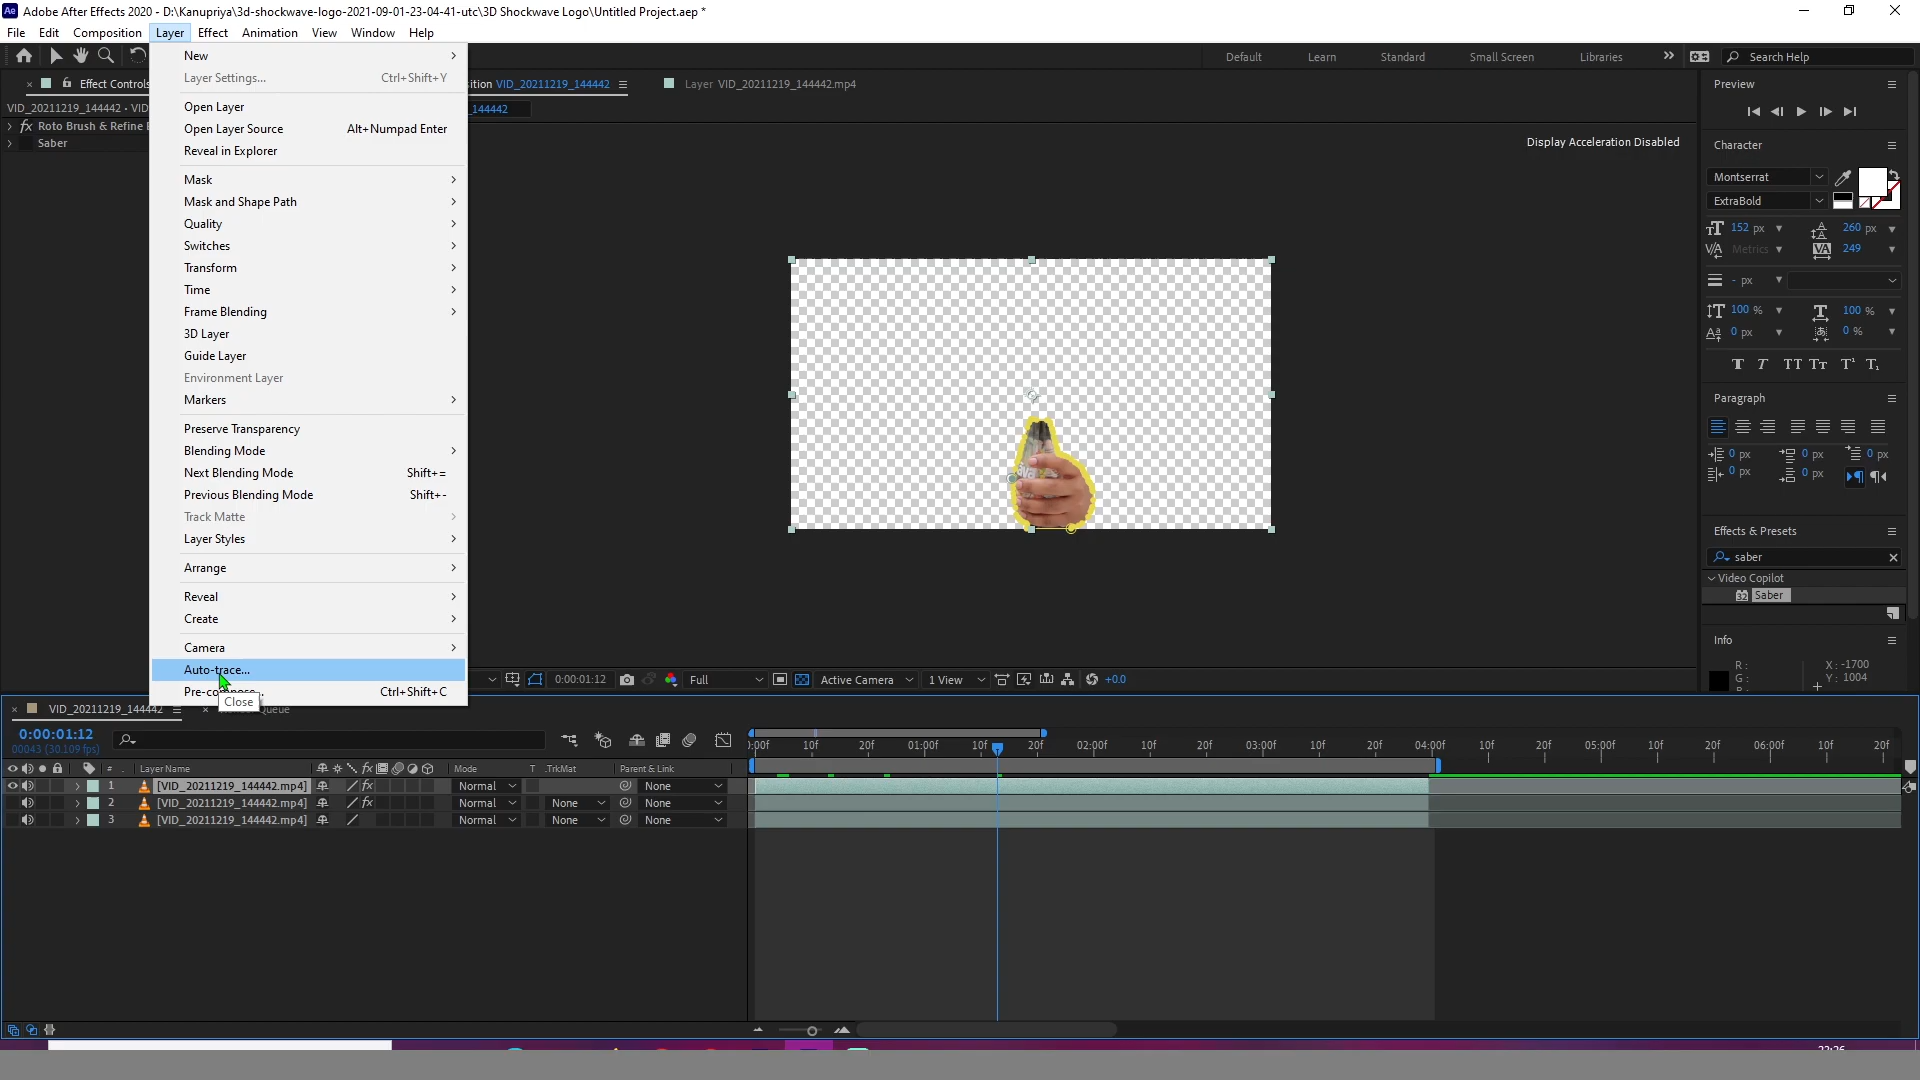 Adobe After Effects 2020 - D:\Kanupriya\3d-shockwave-logo-2021-09-01-23-04-41-utc\3D Shockwave Logo\Untitled Project.aep *
File Edit Composition Layer Effect Animation View Window Help
Default Learn Standard Small Screen Libraries Search Help
Effect Controls
VID_20211219_144442 • VID
Roto Brush & Refine
Saber
New
Layer Settings... Ctrl+Shift+Y
Open Layer
Open Layer Source Alt+Numpad Enter
Reveal in Explorer
Mask
Mask and Shape Path
Quality
Switches
Transform
Time
Frame Blending
3D Layer
Guide Layer
Environment Layer
Markers
Preserve Transparency
Blending Mode
Next Blending Mode Shift+=
Previous Blending Mode Shift+-
Track Matte
Layer Styles
Arrange
Reveal
Create
Camera
Auto-trace...
Ctrl+Shift+C
Close
VID_20211219_144442
Layer VID_20211219_144442.mp4
_144442
Display Acceleration Disabled
0:00:01:12 Full Active Camera 1 View +0.0
Preview
Character
Montserrat
ExtraBold
152 px 260 px
Metrics 249
- px
100 % 100 %
0 px 0 %
T T TT Tt T¹ T₁
Paragraph
0 px 0 px 0 px
0 px 0 px
Effects & Presets
saber
Video Copilot
32 Saber
Info
R: X: -1700
G: Y: 1004
VID_20211219_144442 Queue
0:00:01:12
00043 (30.109 fps)
:00f 10f 20f 01:00f 10f 20f 02:00f 10f 20f 03:00f 10f 20f 04:00f 10f 20f 05:00f 10f 20f 06:00f 10f 20f
# Layer Name Mode T .TrkMat Parent & Link
1 [VID_20211219_144442.mp4] Normal None
2 [VID_20211219_144442.mp4] Normal None None
3 [VID_20211219_144442.mp4] Normal None None